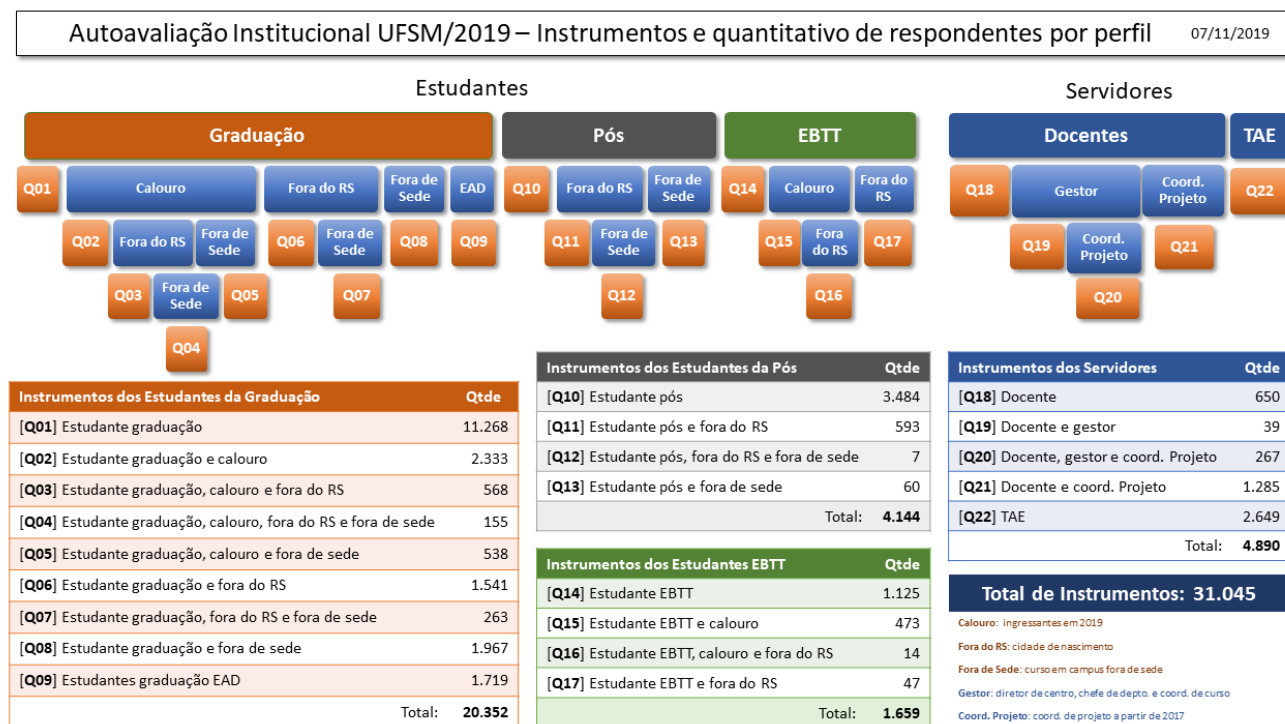 Autoavaliação Institucional UFSM/2019 – Instrumentos e quantitativo de respondentes por perfil 07/11/2019
Estudantes
Servidores
Graduação
Pós
EBTT
Docentes
TAE
Q01
Calouro
Fora do RS
Fora de
Sede
EAD
Q10
Fora do RS
Fora de
Sede
Q14
Calouro
Fora do
RS
Q18
Gestor
Coord.
Projeto
Q22
Q02
Fora do RS
Fora de
Sede
Q06
Fora de
Sede
Q08
Q09
Q11
Fora de
Sede
Q13
Q15
Fora
do RS
Q17
Q19
Coord.
Projeto
Q21
Q03
Fora de
Sede
Q05
Q07
Q12
Q16
Q20
Q04
Instrumentos dos Estudantes da Graduação Qtde
[Q01] Estudante graduação 11.268
[Q02] Estudante graduação e calouro 2.333
[Q03] Estudante graduação, calouro e fora do RS 568
[Q04] Estudante graduação, calouro, fora do RS e fora de sede 155
[Q05] Estudante graduação, calouro e fora de sede 538
[Q06] Estudante graduação e fora do RS 1.541
[Q07] Estudante graduação, fora do RS e fora de sede 263
[Q08] Estudante graduação e fora de sede 1.967
[Q09] Estudantes graduação EAD 1.719
Total: 20.352
Instrumentos dos Estudantes da Pós Qtde
[Q10] Estudante pós 3.484
[Q11] Estudante pós e fora do RS 593
[Q12] Estudante pós, fora do RS e fora de sede 7
[Q13] Estudante pós e fora de sede 60
Total: 4.144
Instrumentos dos Estudantes EBTT Qtde
[Q14] Estudante EBTT 1.125
[Q15] Estudante EBTT e calouro 473
[Q16] Estudante EBTT, calouro e fora do RS 14
[Q17] Estudante EBTT e fora do RS 47
Total: 1.659
Instrumentos dos Servidores Qtde
[Q18] Docente 650
[Q19] Docente e gestor 39
[Q20] Docente, gestor e coord. Projeto 267
[Q21] Docente e coord. Projeto 1.285
[Q22] TAE 2.649
Total: 4.890
Total de Instrumentos: 31.045
Calouro: ingressantes em 2019
Fora do RS: cidade de nascimento
Fora de Sede: curso em campus fora de sede
Gestor: diretor de centro, chefe de depto. e coord. de curso
Coord. Projeto: coord. de projeto a partir de 2017